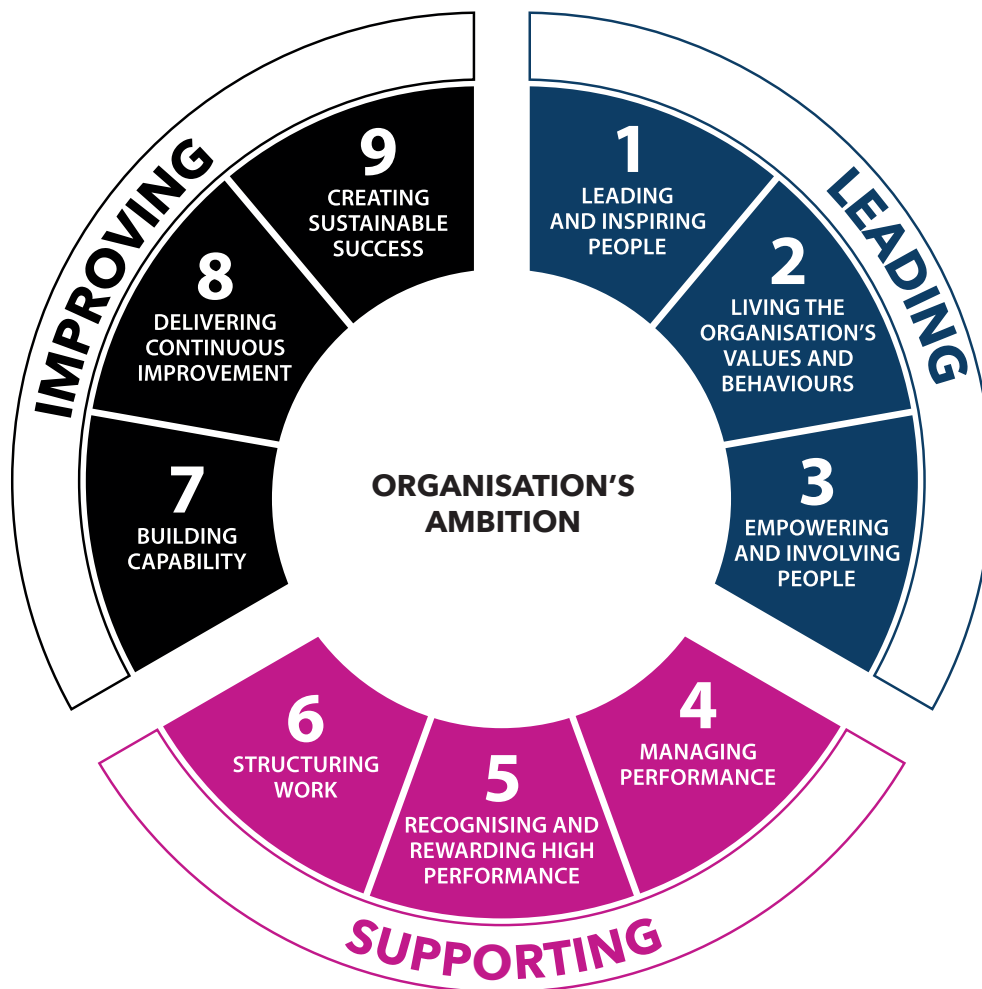 LEADING
1
LEADING
AND INSPIRING
PEOPLE
2
LIVING THE
ORGANISATION’S
VALUES AND
BEHAVIOURS
3
EMPOWERING
AND INVOLVING
PEOPLE
SUPPORTING
4
MANAGING
PERFORMANCE
5
RECOGNISING AND
REWARDING HIGH
PERFORMANCE
6
STRUCTURING
WORK
IMPROVING
7
BUILDING
CAPABILITY
8
DELIVERING
CONTINUOUS
IMPROVEMENT
9
CREATING
SUSTAINABLE
SUCCESS
ORGANISATION’S
AMBITION